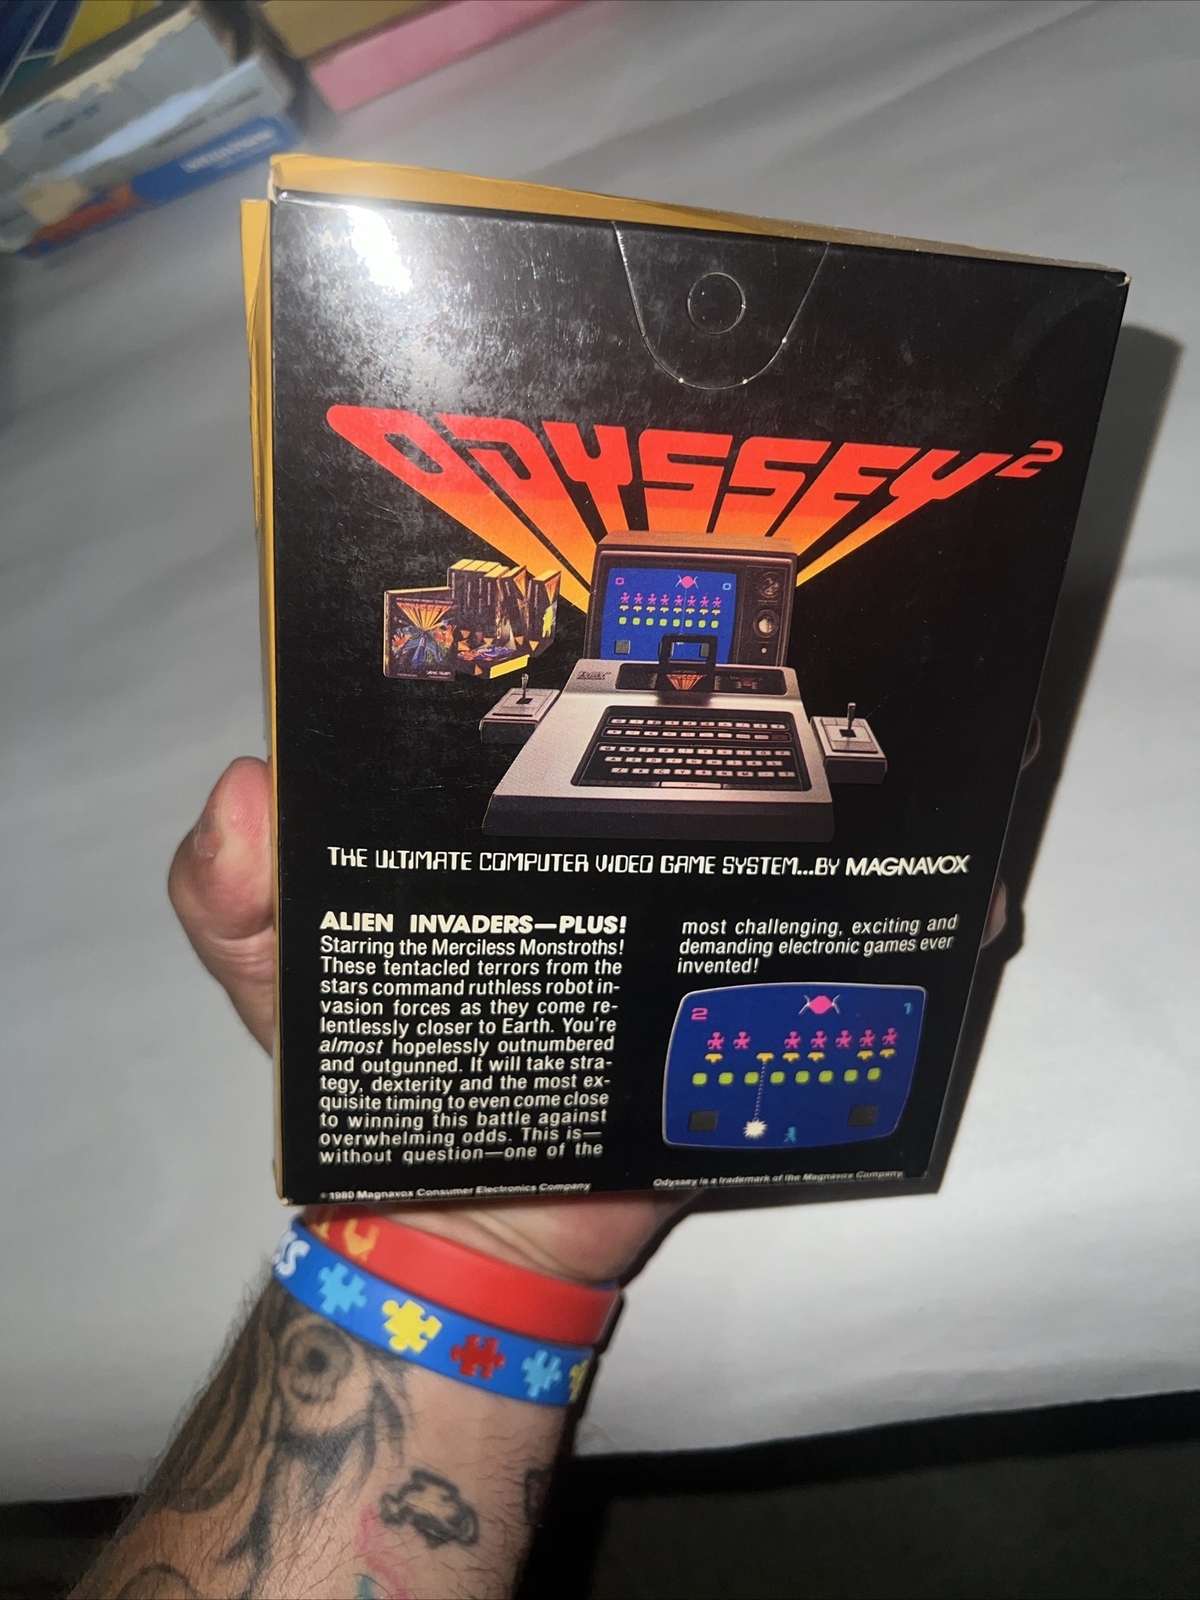 ODYSSEY²
THE ULTIMATE COMPUTER VIDEO GAME SYSTEM...BY MAGNAVOX
ALIEN INVADERS—PLUS!
Starring the Merciless Monstroths!
These tentacled terrors from the
stars command ruthless robot in-
vasion forces as they come re-
lentlessly closer to Earth. You're
almost hopelessly outnumbered
and outgunned. It will take stra-
tegy, dexterity and the most ex-
quisite timing to even come close
to winning this battle against
overwhelming odds. This is—
without question—one of the
most challenging, exciting and
demanding electronic games ever
invented!
2 1
© 1980 Magnavox Consumer Electronics Company
Odyssey is a trademark of the Magnavox Company